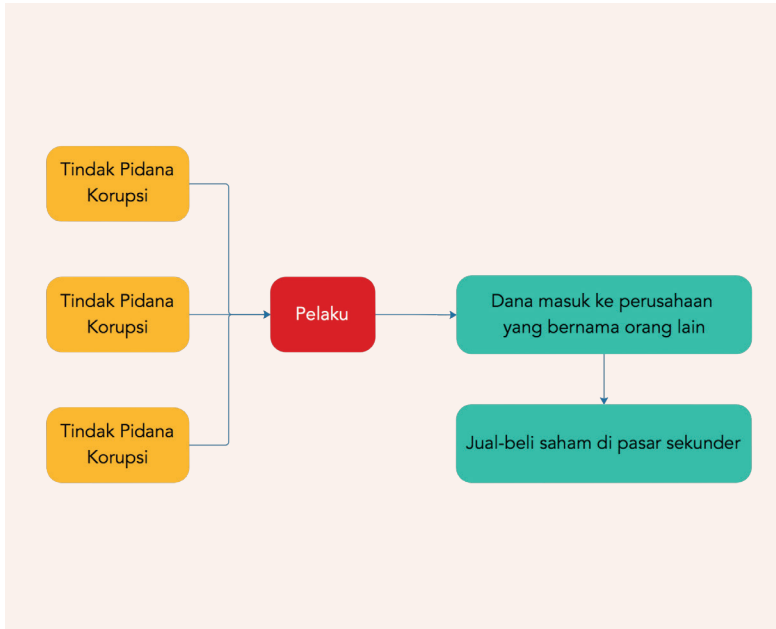 Tindak Pidana
Korupsi
Tindak Pidana
Korupsi
Tindak Pidana
Korupsi
Pelaku
Dana masuk ke perusahaan
yang bernama orang lain
Jual-beli saham di pasar sekunder